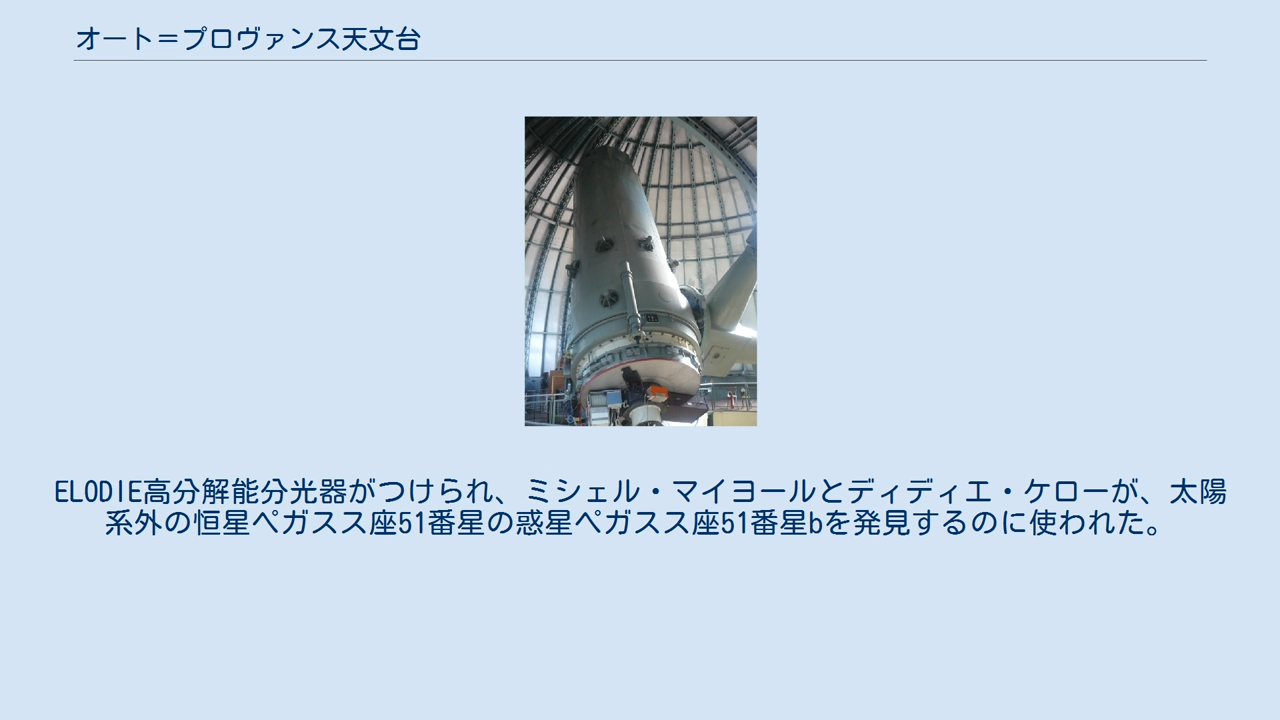 オート＝プロヴァンス天文台
ELODIE高分解能分光器がつけられ、ミシェル・マイヨールとディディエ・ケローが、太陽
系外の恒星ペガスス座51番星の惑星ペガスス座51番星bを発見するのに使われた。